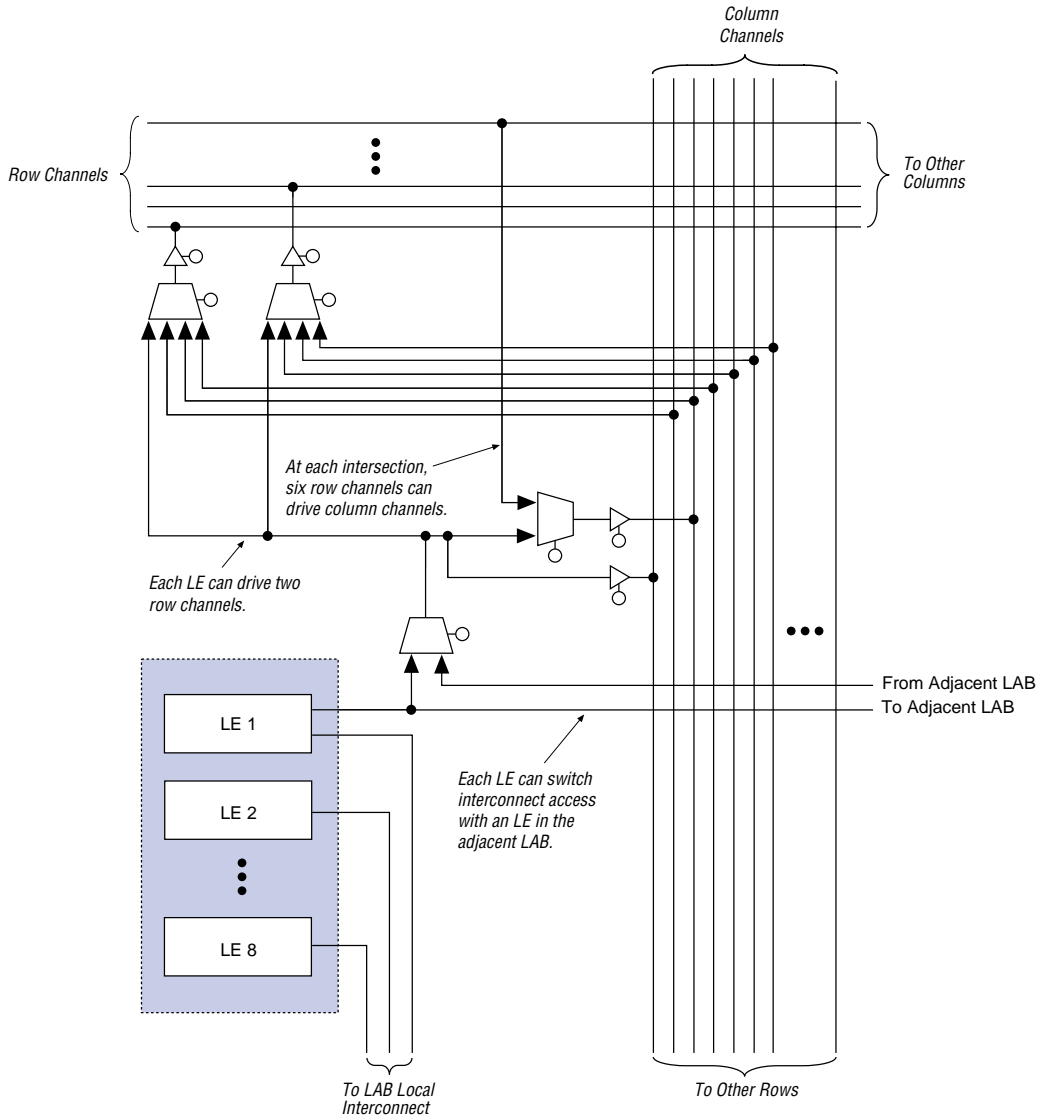 Column
Channels
Row Channels
To Other
Columns
At each intersection,
six row channels can
drive column channels.
Each LE can drive two
row channels.
From Adjacent LAB
To Adjacent LAB
LE 1
Each LE can switch
interconnect access
with an LE in the
adjacent LAB.
LE 2
LE 8
To LAB Local
Interconnect
To Other Rows